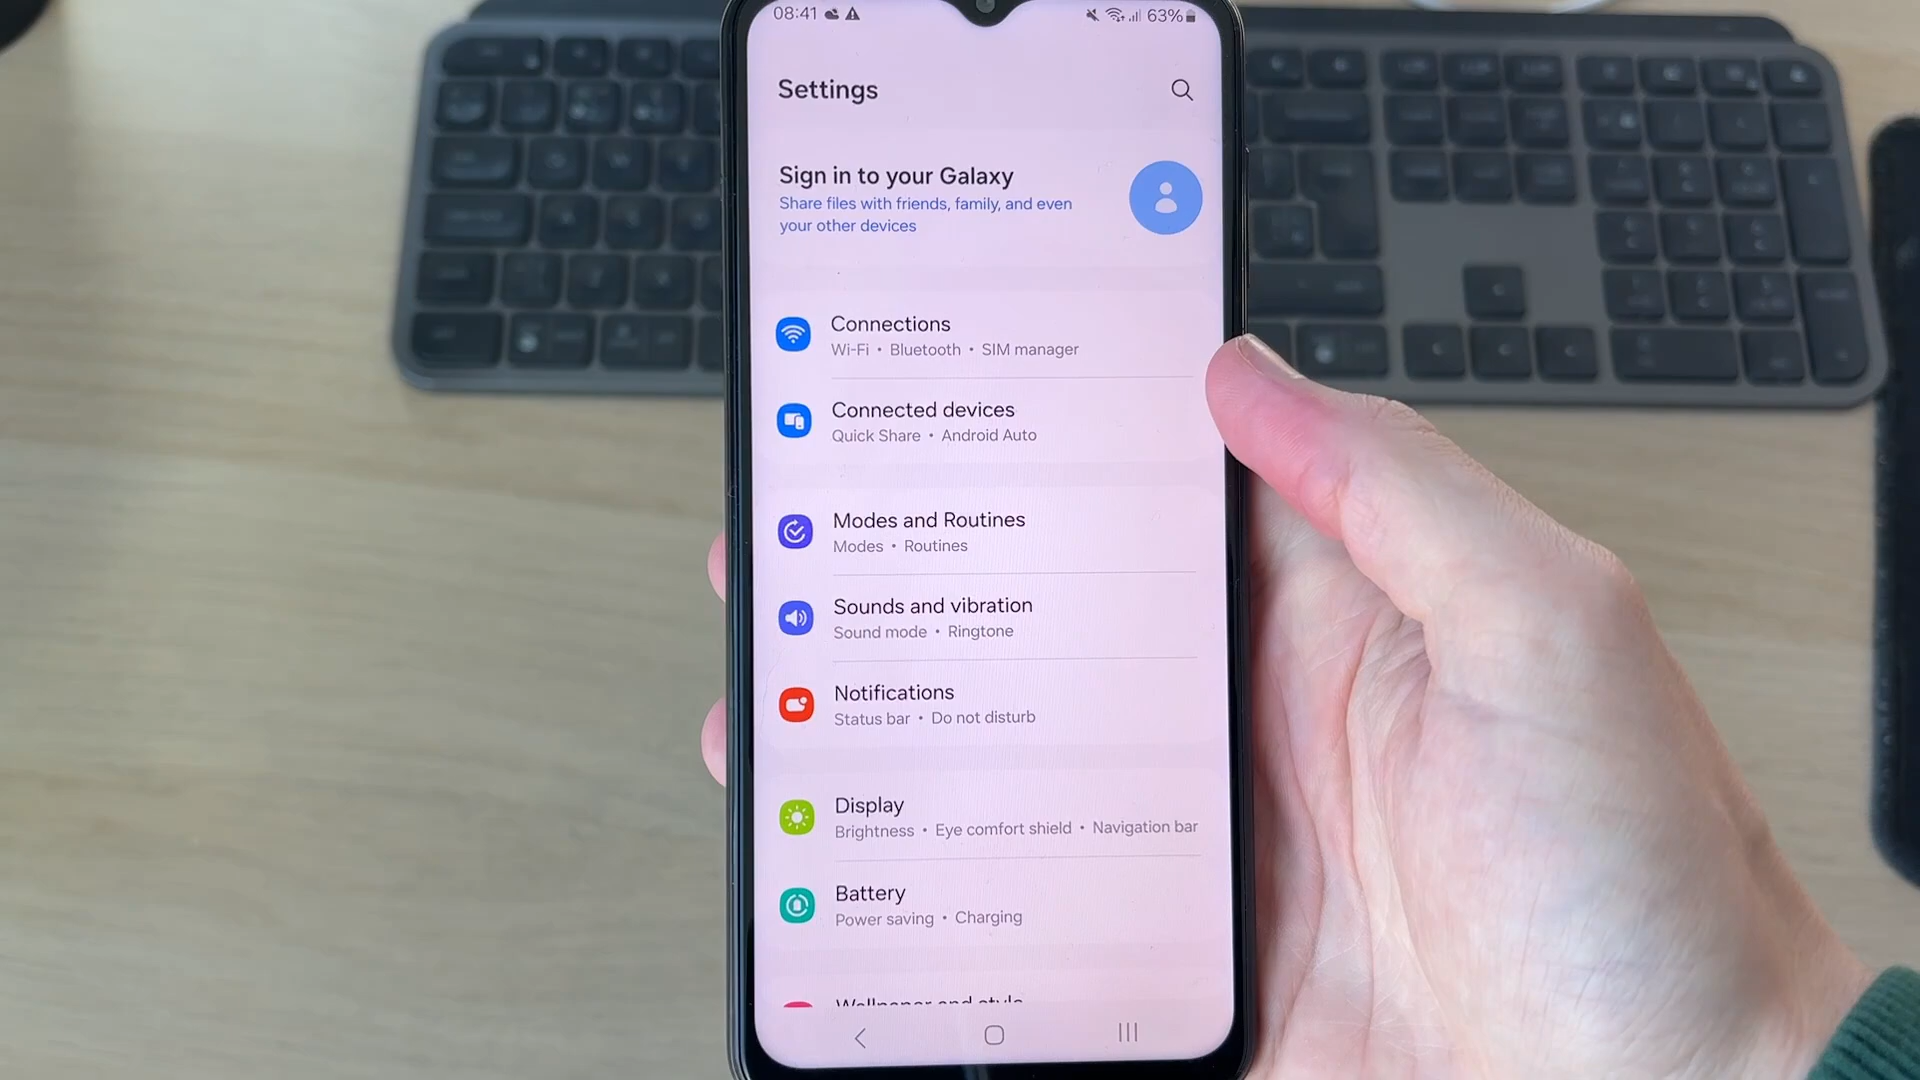 08:41
63%
Settings
Sign in to your Galaxy
Share files with friends, family, and even
your other devices
Connections
Wi-Fi • Bluetooth • SIM manager
Connected devices
Quick Share • Android Auto
Modes and Routines
Modes • Routines
Sounds and vibration
Sound mode • Ringtone
Notifications
Status bar • Do not disturb
Display
Brightness • Eye comfort shield • Navigation bar
Battery
Power saving • Charging
Wallpaper and style